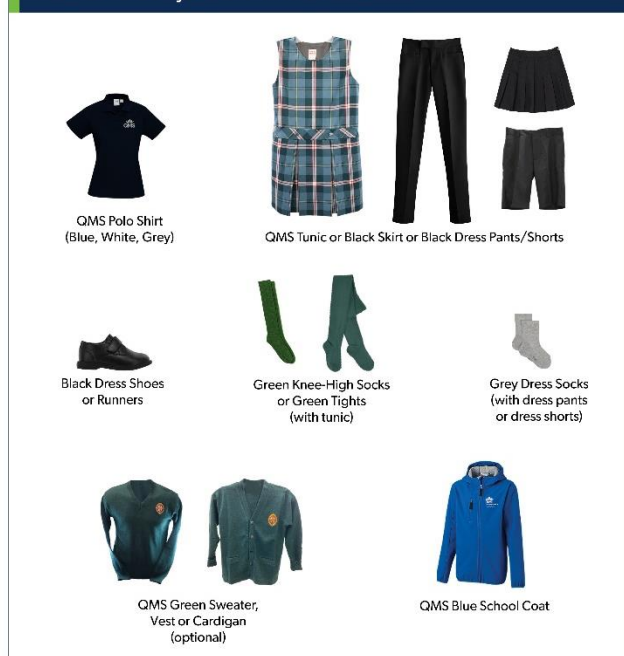 QMS Polo Shirt
(Blue, White, Grey)
QMS Tunic or Black Skirt or Black Dress Pants/Shorts
Black Dress Shoes
or Runners
Green Knee-High Socks
or Green Tights
(with tunic)
Grey Dress Socks
(with dress pants
or dress shorts)
QMS Green Sweater,
Vest or Cardigan
(optional)
QMS Blue School Coat